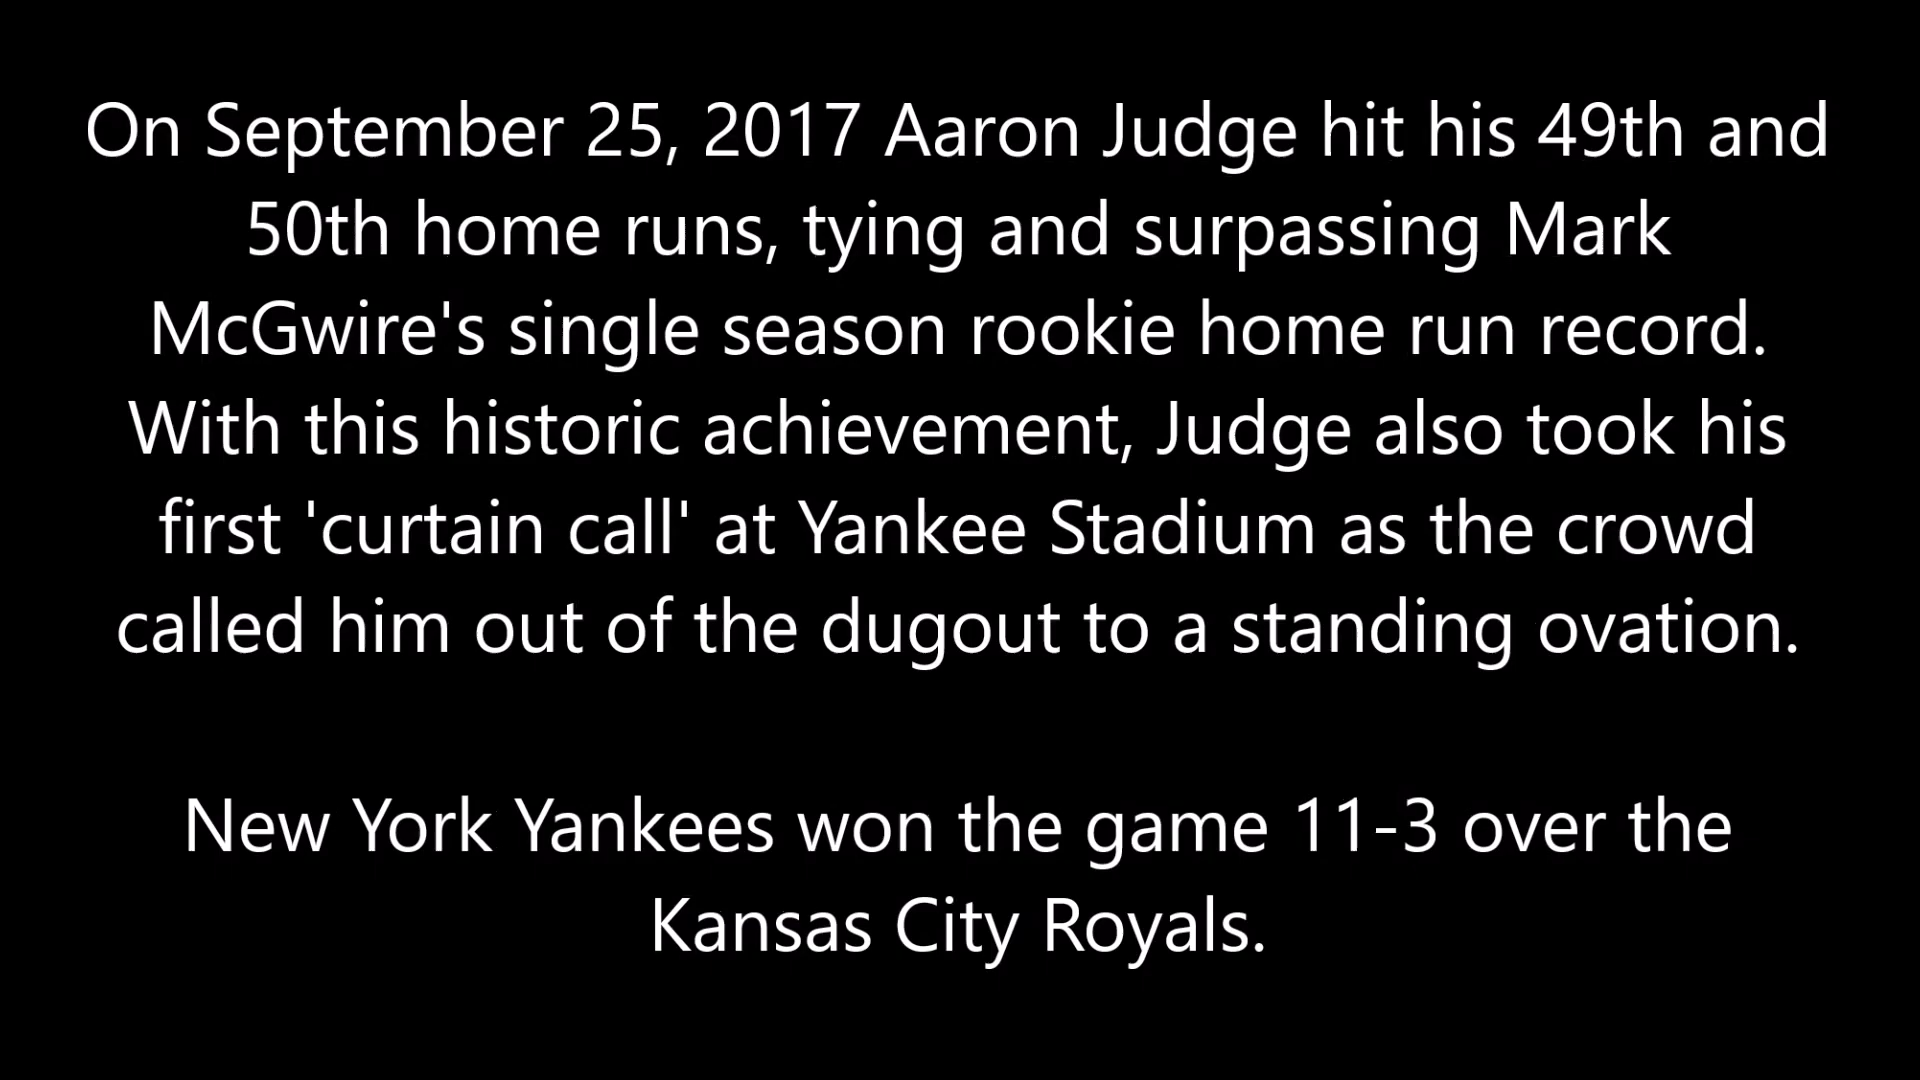 On September 25, 2017 Aaron Judge hit his 49th and
50th home runs, tying and surpassing Mark
McGwire's single season rookie home run record.
With this historic achievement, Judge also took his
first 'curtain call' at Yankee Stadium as the crowd
called him out of the dugout to a standing ovation.
New York Yankees won the game 11-3 over the
Kansas City Royals.